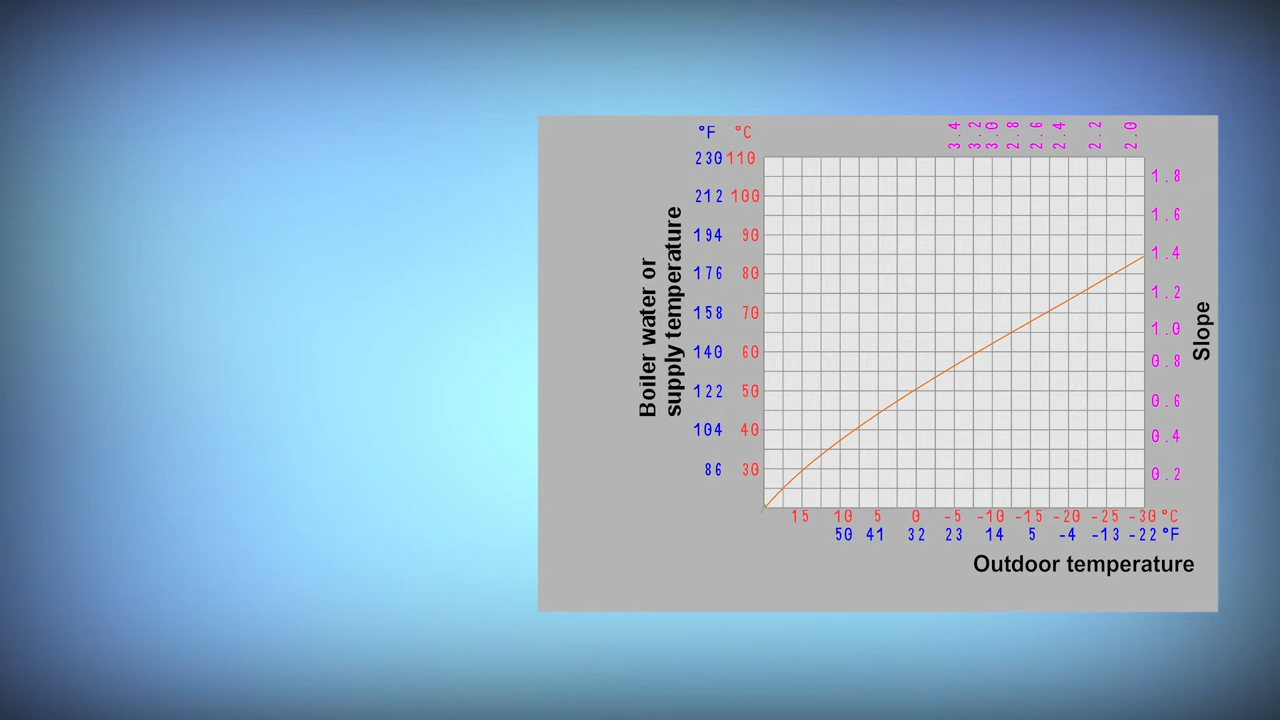 °F °C
3.4 3.2 3.0 2.8 2.6 2.4 2.2 2.0
230 110
1.8
212 100
1.6
194 90
1.4
176 80
1.2
158 70
1.0
140 60
0.8
122 50
0.6
104 40
0.4
86 30
0.2
Boiler water or
supply temperature
Slope
15 10 5 0 -5 -10 -15 -20 -25 -30 °C
50 41 32 23 14 5 -4 -13 -22 °F
Outdoor temperature